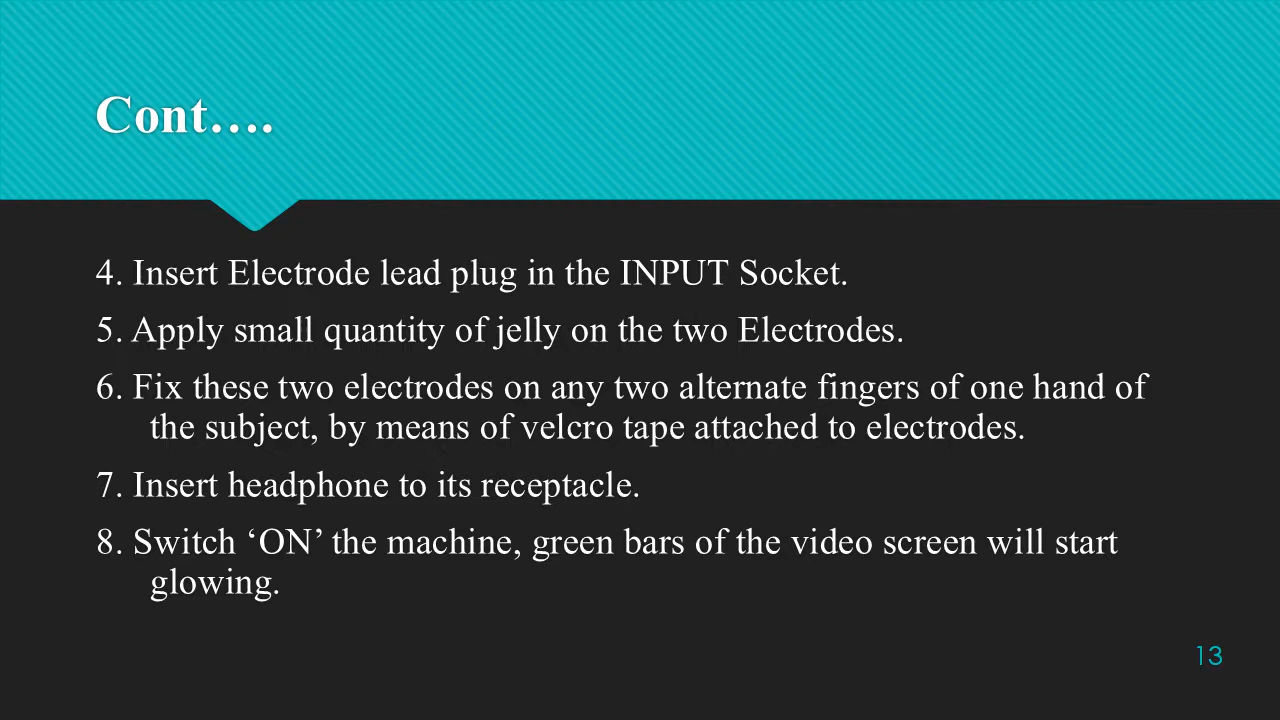 Cont….
4. Insert Electrode lead plug in the INPUT Socket.
5. Apply small quantity of jelly on the two Electrodes.
6. Fix these two electrodes on any two alternate fingers of one hand of
the subject, by means of velcro tape attached to electrodes.
7. Insert headphone to its receptacle.
8. Switch ‘ON’ the machine, green bars of the video screen will start
glowing.
13